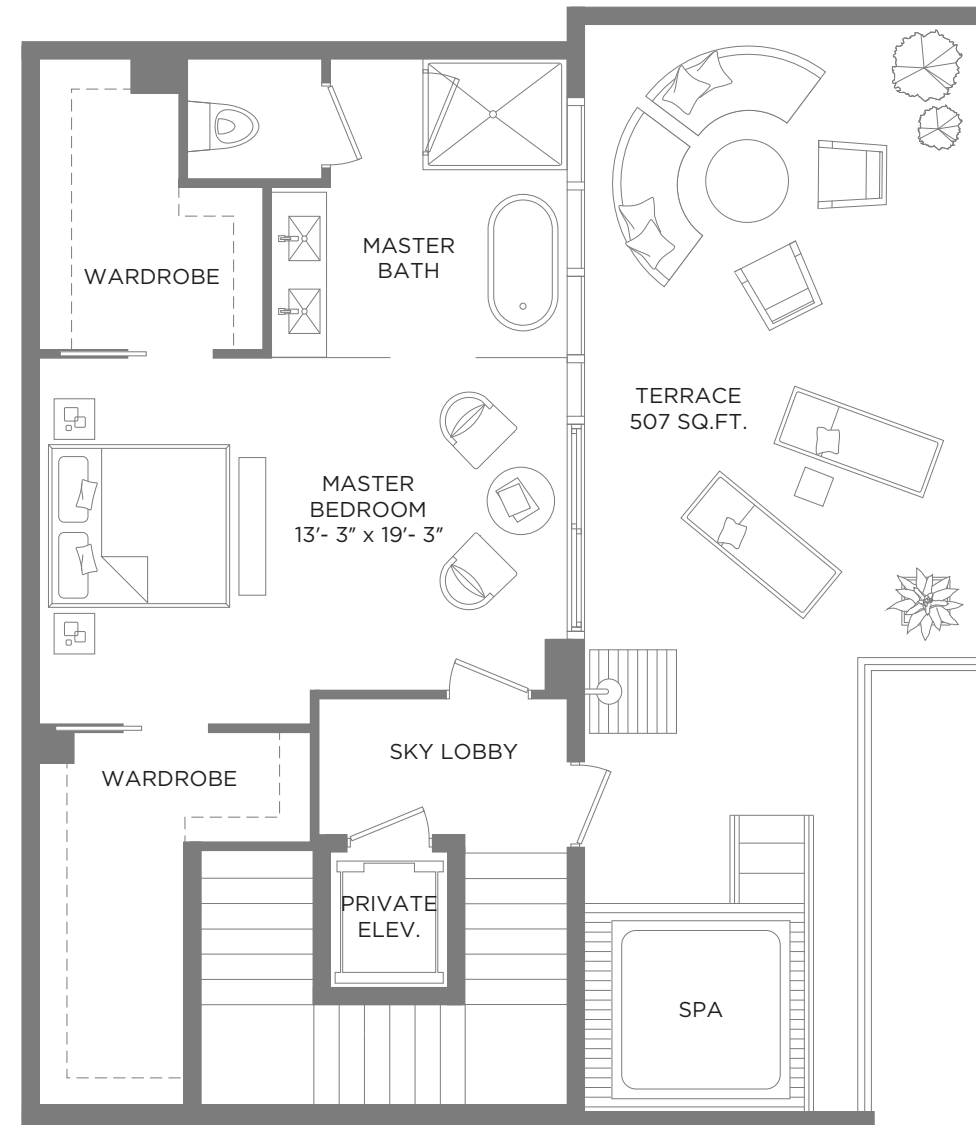 MASTER
BATH
WARDROBE
TERRACE
507 SQ.FT.
MASTER
BEDROOM
13'- 3" x 19'- 3"
SKY LOBBY
WARDROBE
PRIVATE
ELEV.
SPA